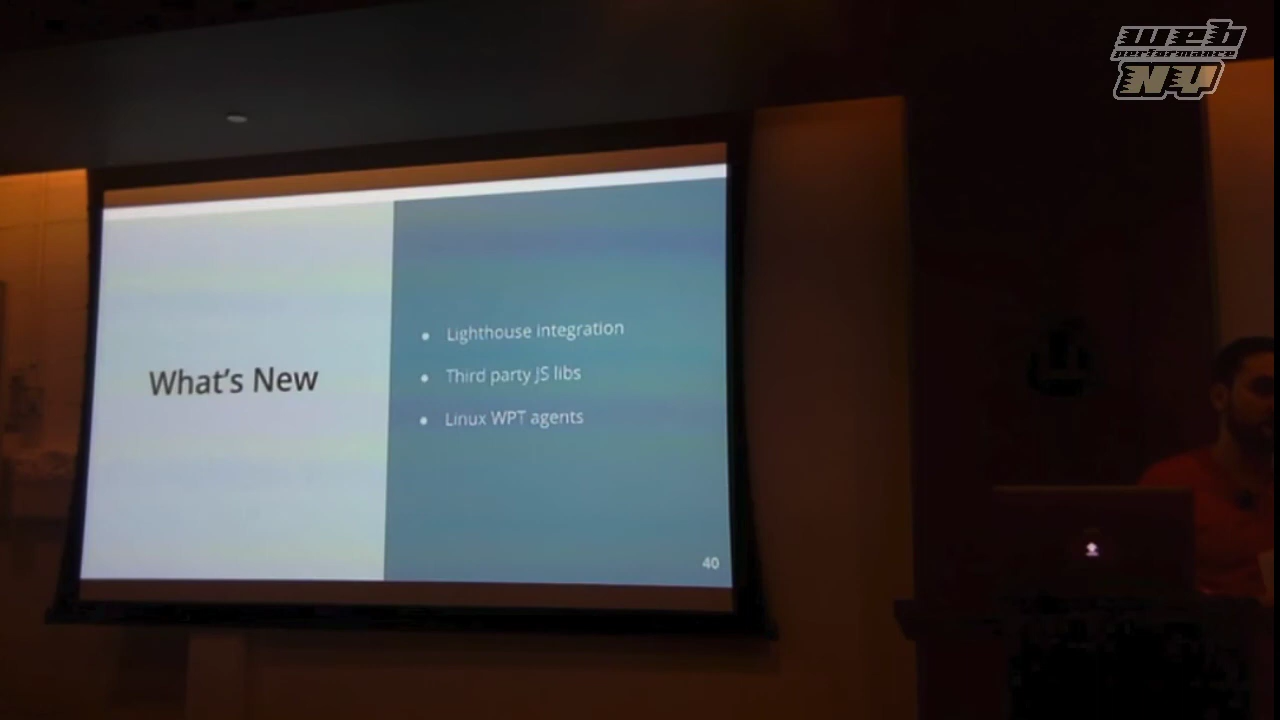 web
performance
NY
What's New
Lighthouse integration
Third party JS libs
Linux WPT agents
40